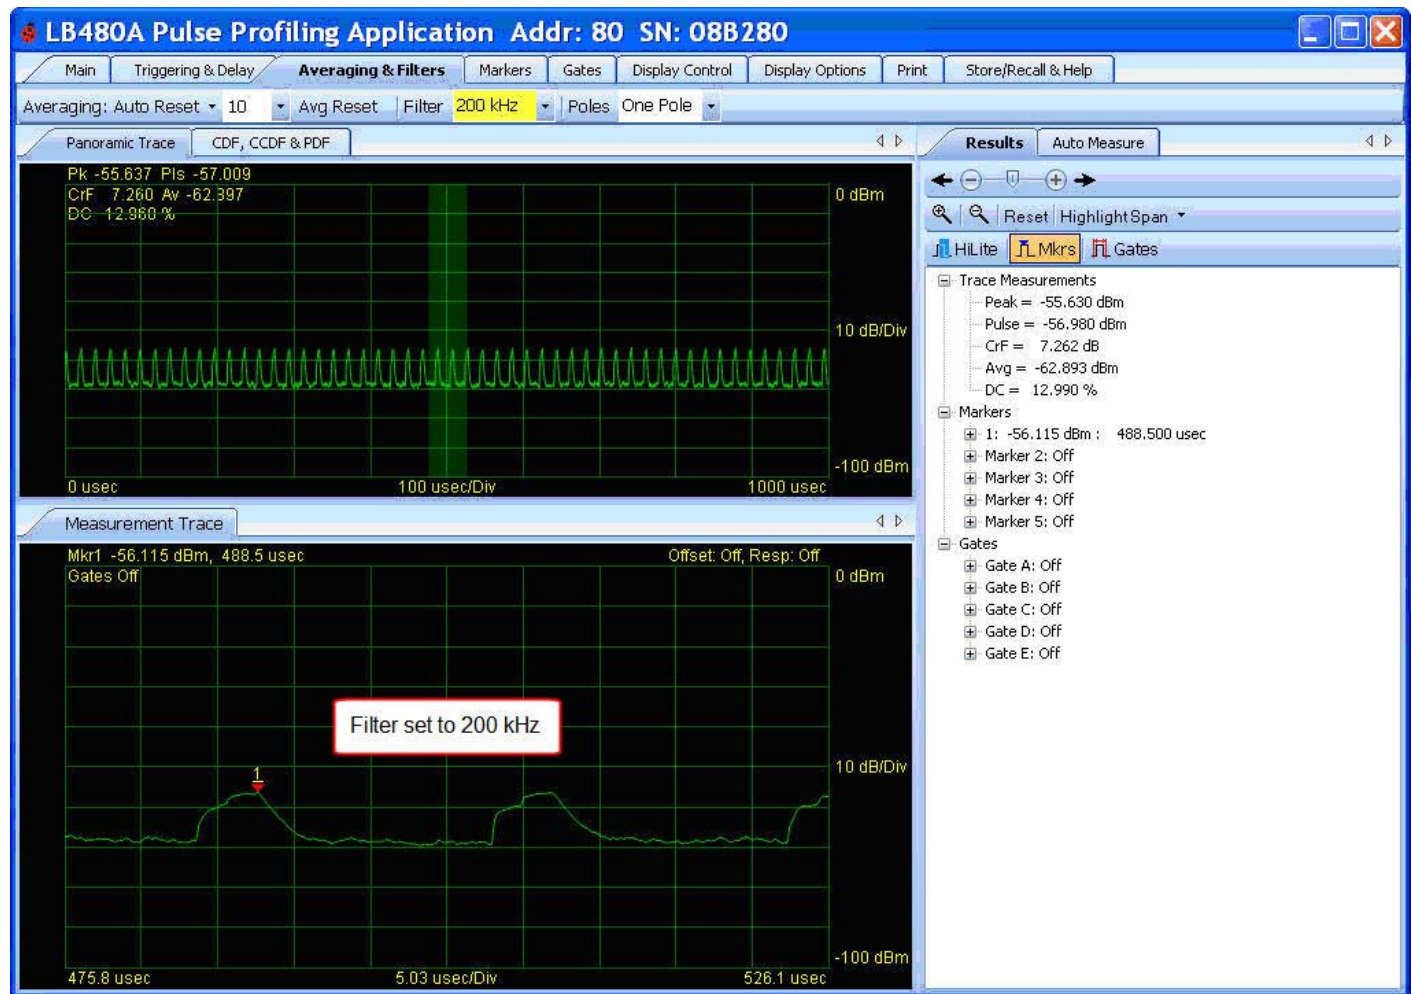 LB480A Pulse Profiling Application Addr: 80 SN: 08B280
Main Triggering & Delay Averaging & Filters Markers Gates Display Control Display Options Print Store/Recall & Help
Averaging: Auto Reset 10 Avg Reset Filter 200 kHz Poles One Pole
Panoramic Trace CDF, CCDF & PDF
Pk -55.637 Pls -57.009
CrF 7.260 Av -62.897
DC 12.960 %
0 dBm
10 dB/Div
-100 dBm
0 usec 100 usec/Div 1000 usec
Measurement Trace
Mkr1 -56.115 dBm, 488.5 usec Offset: Off, Resp: Off
Gates Off
0 dBm
Filter set to 200 kHz
1
10 dB/Div
-100 dBm
475.8 usec 5.03 usec/Div 526.1 usec
Results Auto Measure
Reset Highlight Span
HiLite Mkrs Gates
Trace Measurements
Peak = -55.630 dBm
Pulse = -56.980 dBm
CrF = 7.262 dB
Avg = -62.893 dBm
DC = 12.990 %
Markers
1: -56.115 dBm : 488.500 usec
Marker 2: Off
Marker 3: Off
Marker 4: Off
Marker 5: Off
Gates
Gate A: Off
Gate B: Off
Gate C: Off
Gate D: Off
Gate E: Off